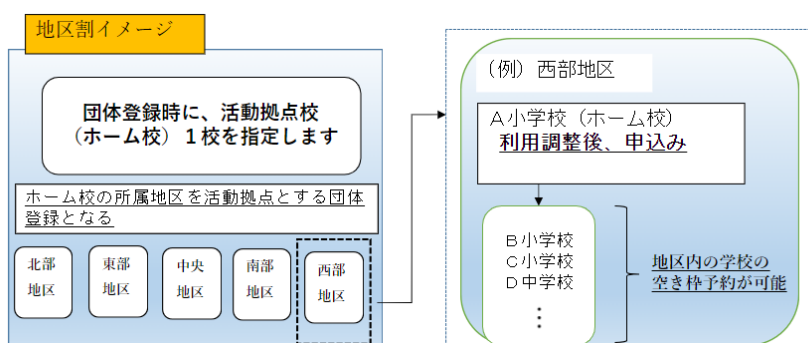 地区割イメージ
団体登録時に、活動拠点校
（ホーム校）１校を指定します
ホーム校の所属地区を活動拠点とする団体
登録となる
北部
地区
東部
地区
中央
地区
南部
地区
西部
地区
（例）西部地区
Ａ小学校（ホーム校）
利用調整後、申込み
Ｂ小学校
Ｃ小学校
Ｄ中学校
⋮
地区内の学校の
空き枠予約が可能